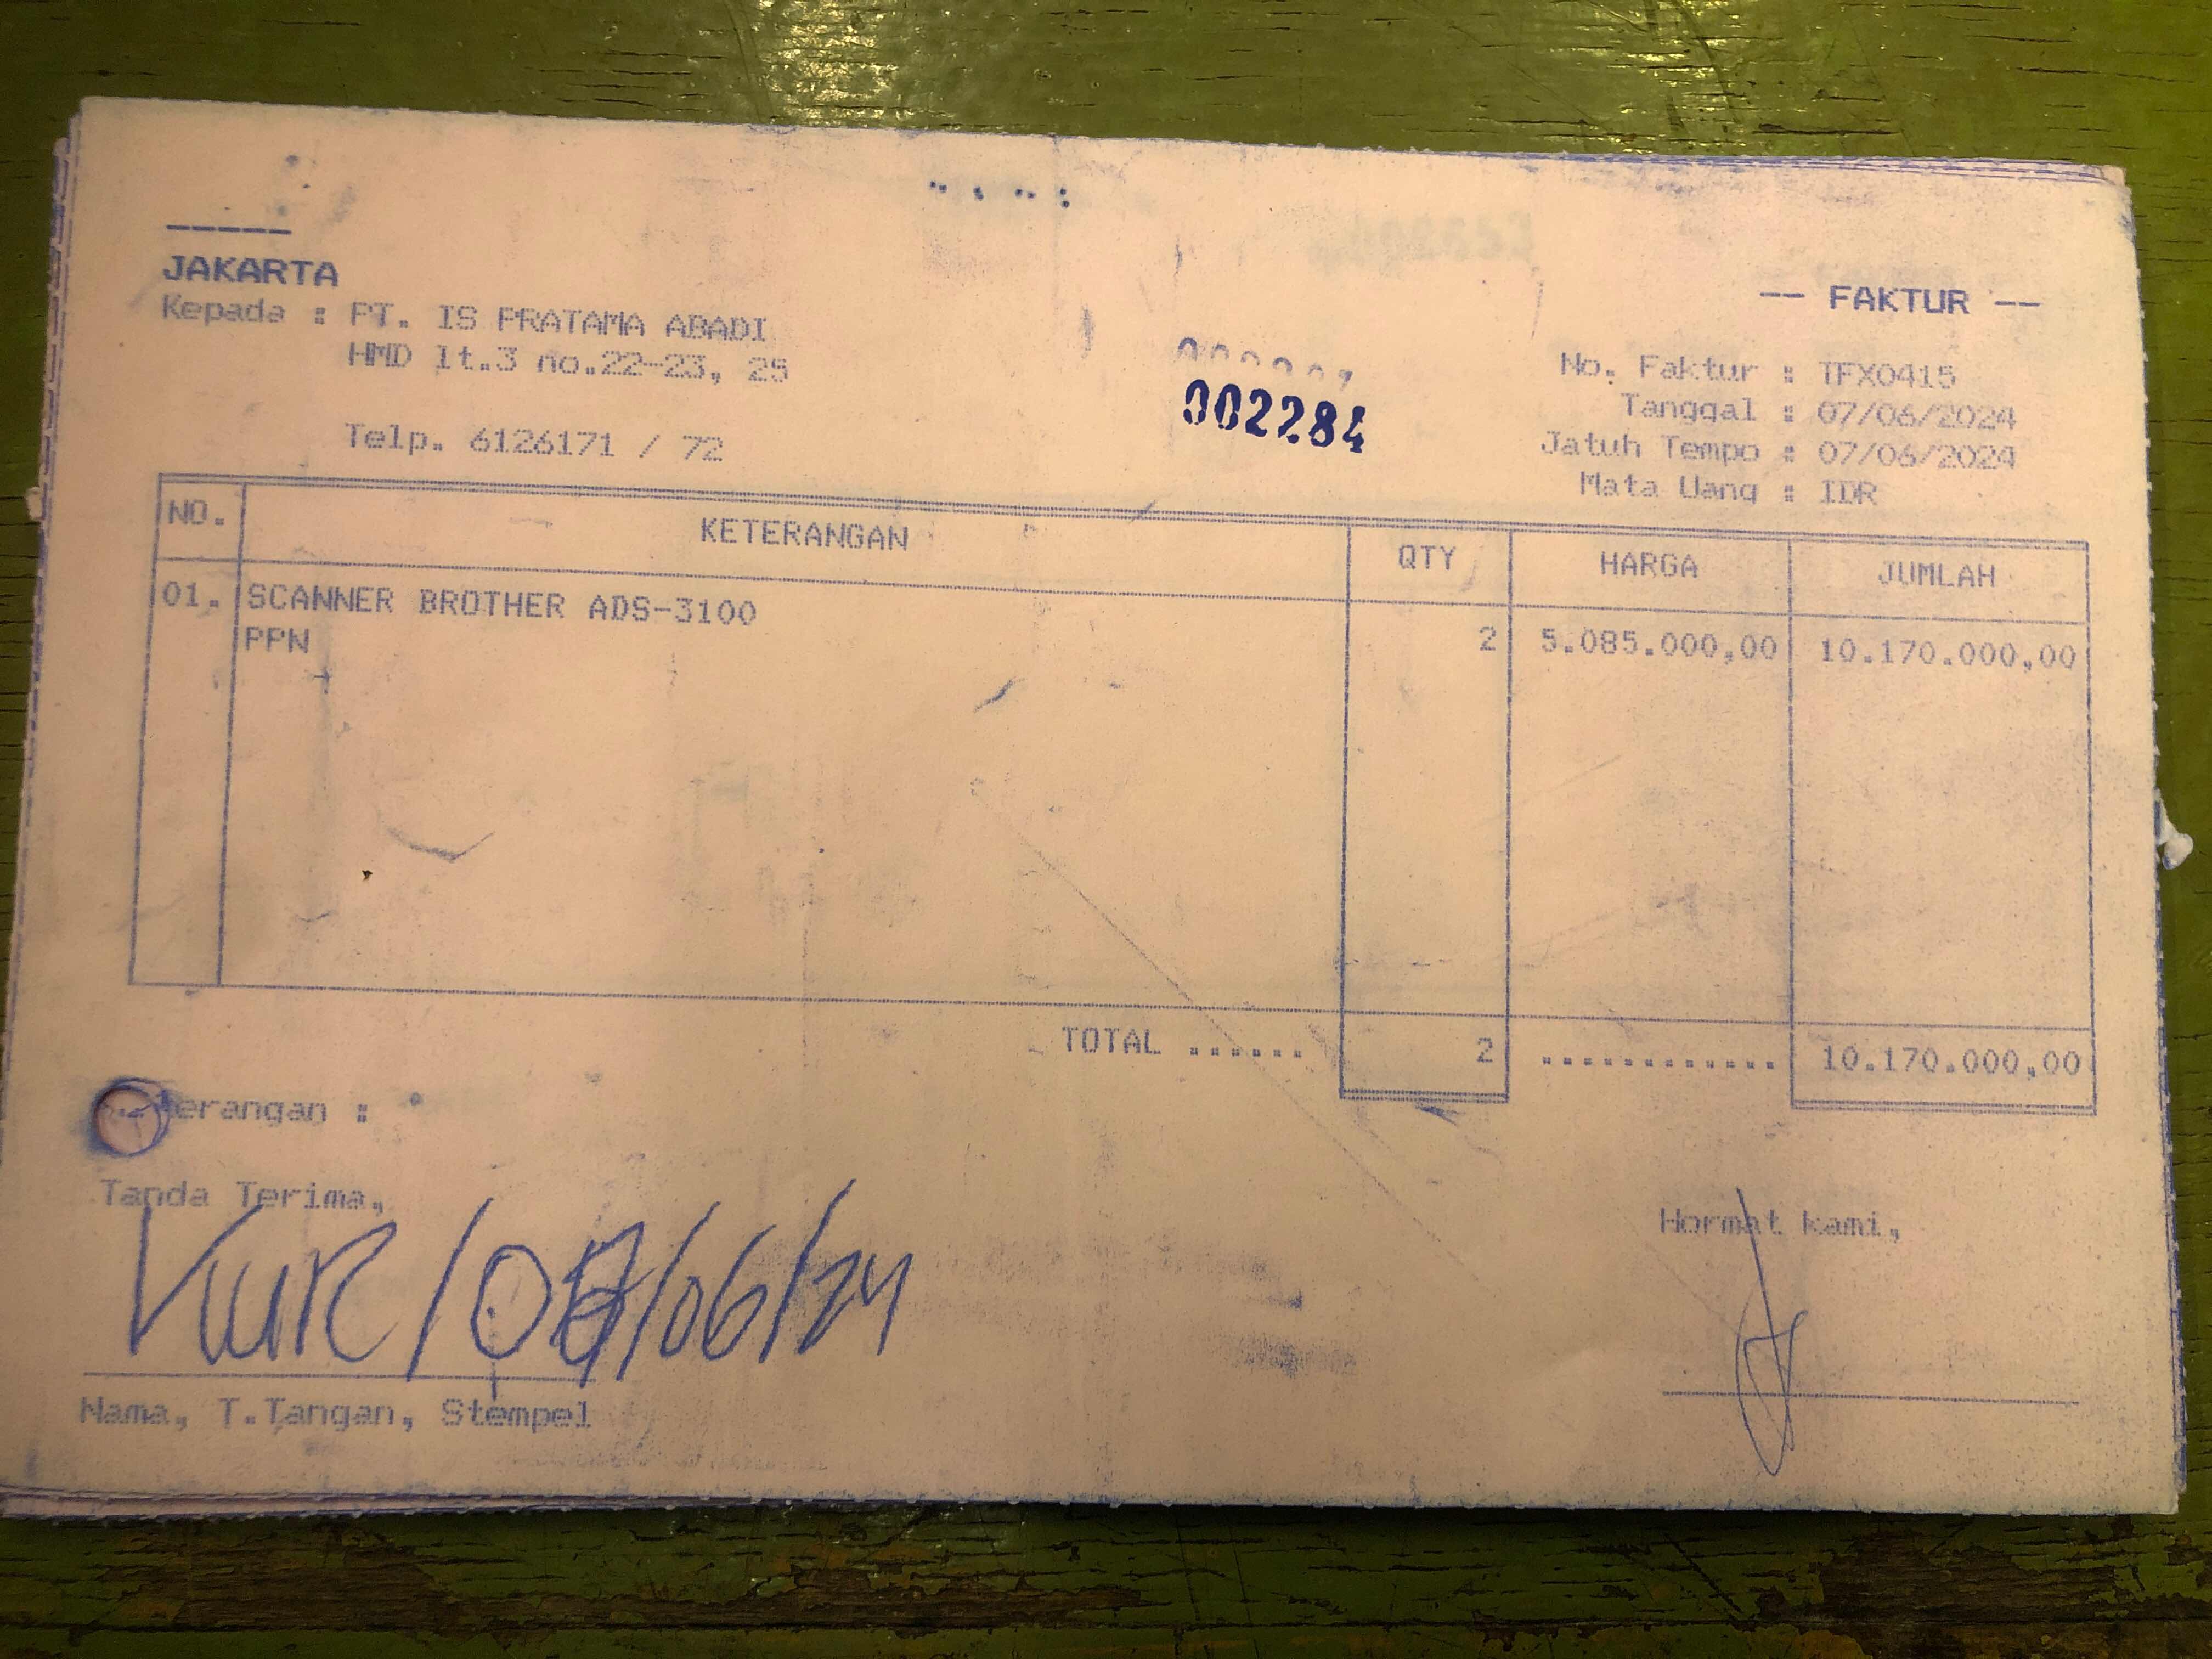 JAKARTA
Kepada : PT. IS PRATAMA ABADI
HMD lt.3 no.22-23, 25
Telp. 6126171 / 72
002284
-- FAKTUR --
No. Faktur : TFX0415
Tanggal : 07/06/2024
Jatuh Tempo : 07/06/2024
Mata Uang : IDR
NO. KETERANGAN QTY HARGA JUMLAH
01. SCANNER BROTHER ADS-3100 2 5.085.000,00 10.170.000,00
PPN
TOTAL ...... 2 ............ 10.170.000,00
erangan :
Tanda Terima,
Hormat kami,
/06/24
Nama, T.Tangan, Stempel